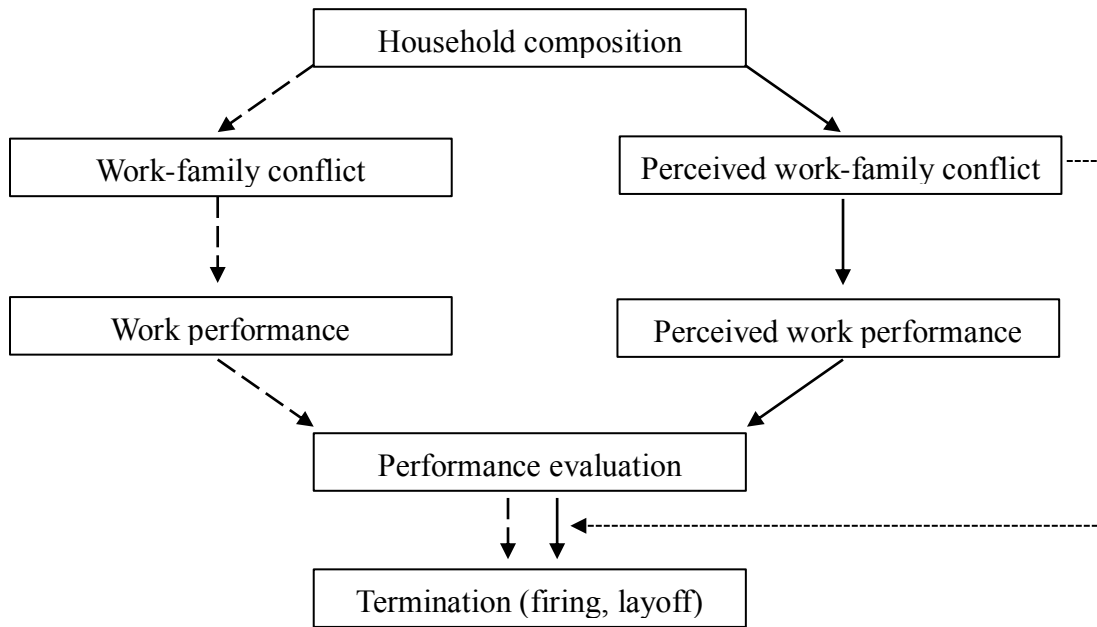 Household composition
Work-family conflict
Perceived work-family conflict
Work performance
Perceived work performance
Performance evaluation
Termination (firing, layoff)